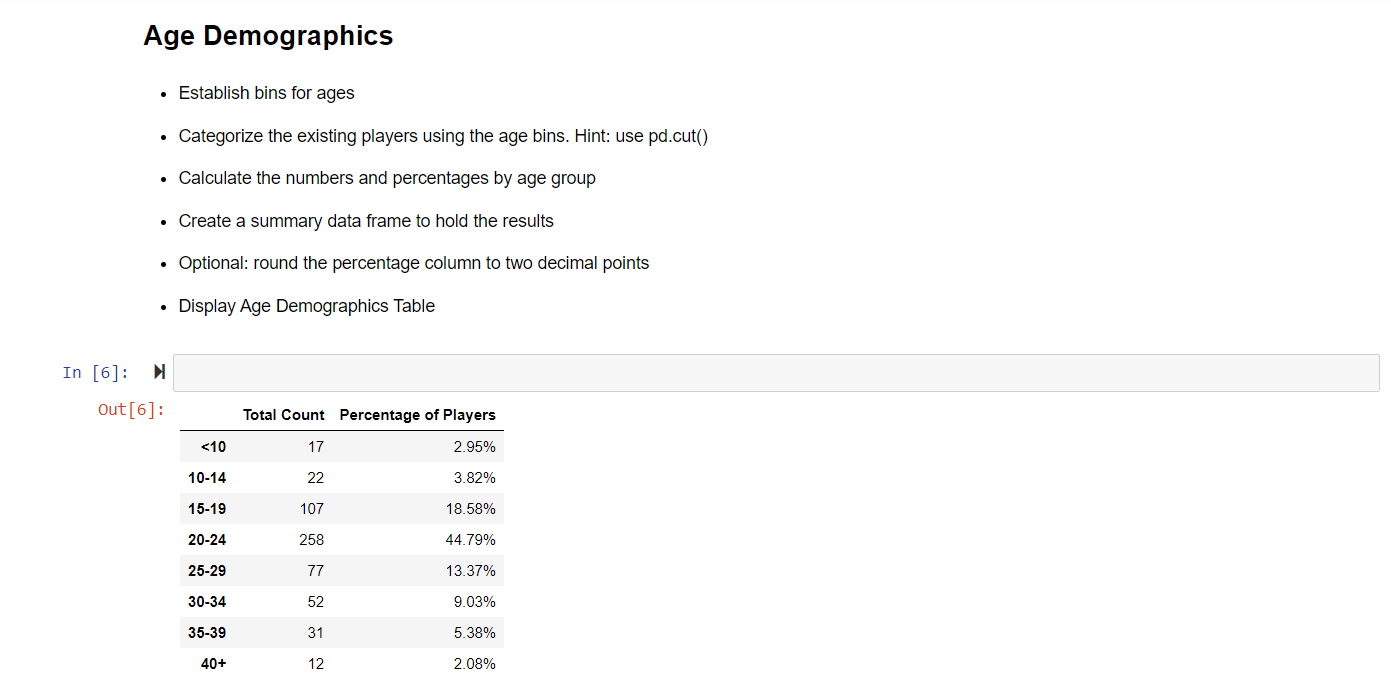 Age Demographics
• Establish bins for ages
• Categorize the existing players using the age bins. Hint: use pd.cut()
• Calculate the numbers and percentages by age group
• Create a summary data frame to hold the results
• Optional: round the percentage column to two decimal points
• Display Age Demographics Table
In [6]:
Out[6]:
Total Count Percentage of Players
<10 17 2.95%
10-14 22 3.82%
15-19 107 18.58%
20-24 258 44.79%
25-29 77 13.37%
30-34 52 9.03%
35-39 31 5.38%
40+ 12 2.08%